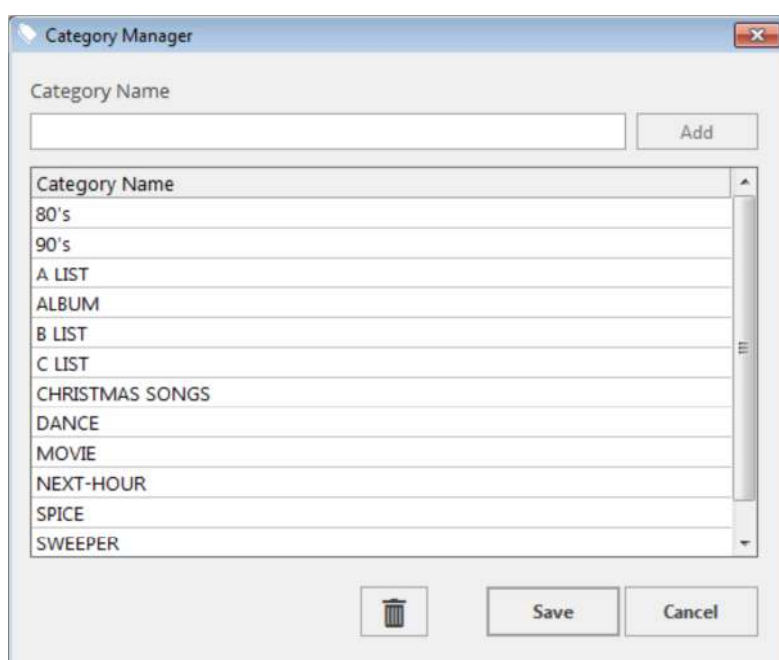 Category Manager
Category Name
Add
Category Name
80's
90's
A LIST
ALBUM
B LIST
C LIST
CHRISTMAS SONGS
DANCE
MOVIE
NEXT-HOUR
SPICE
SWEEPER
Save Cancel